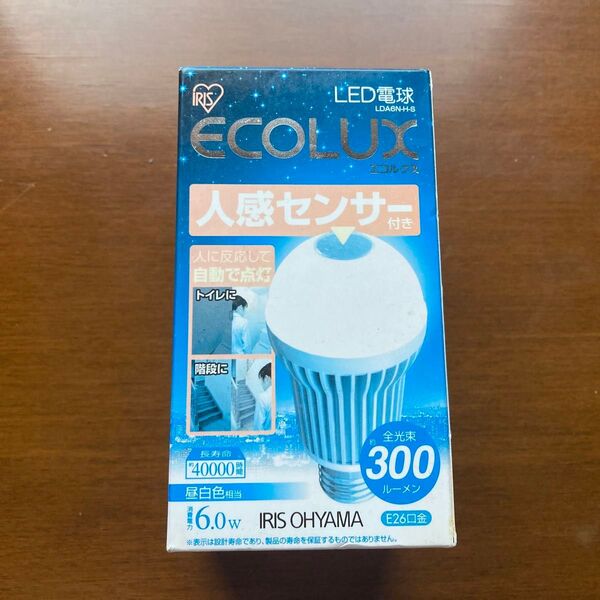 IRIS
LED電球
LDA6N-H-S
ECOLUX
エコルクス
人感センサー付き
人に反応して
自動で点灯
トイレに
階段に
長寿命
約40000時間
全光束
約300
ルーメン
昼白色相当
消費電力6.0W
IRIS OHYAMA
E26口金
※表示は設計寿命であり、製品の寿命を保証するものではありません。